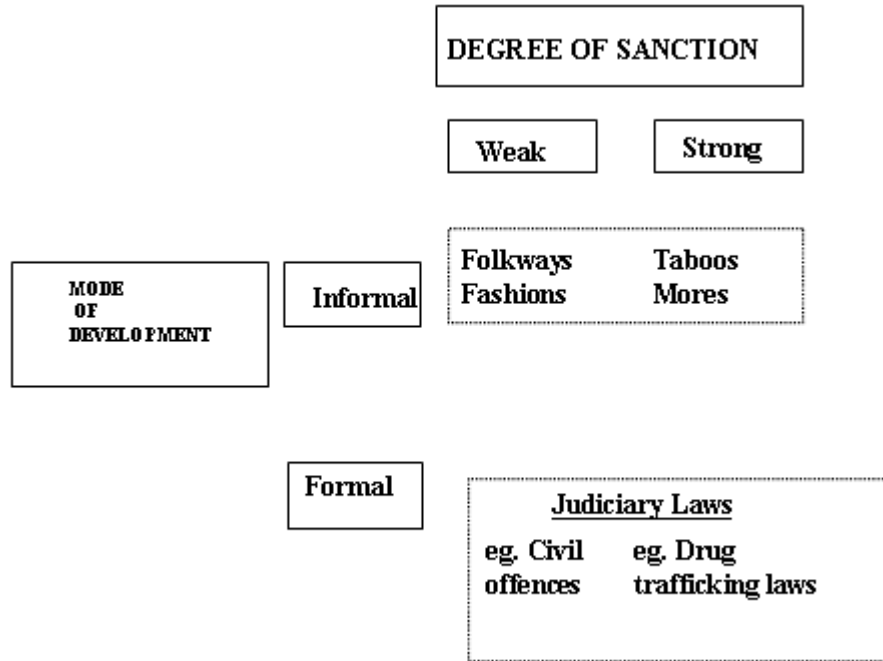 DEGREE OF SANCTION
Weak Strong
Folkways Taboos
Fashions Mores
MODE
OF
DEVELOPMENT
Informal
Formal
Judiciary Laws
eg. Civil eg. Drug
offences trafficking laws